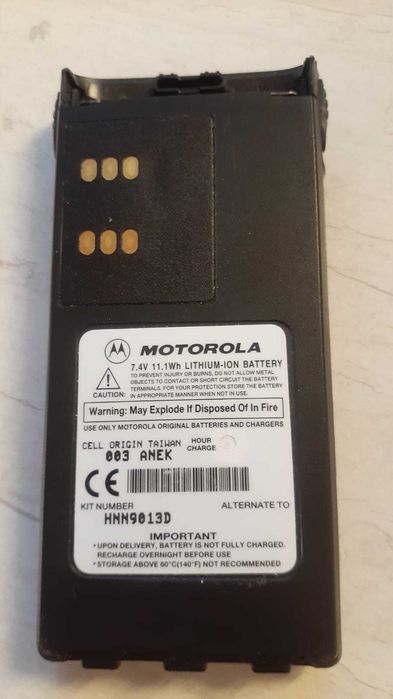 MOTOROLA
7.4V 11.1Wh LITHIUM-ION BATTERY
TO PREVENT INJURY OR BURNS, DO NOT ALLOW METAL
OBJECTS TO CONTACT OR SHORT CIRCUIT THE BATTERY
TERMINALS. FOR YOUR PROTECTION STORE THE BATTERY
CAUTION: IN APPROPRIATE MANNER WHEN NOT IN USE.
Warning: May Explode If Disposed Of In Fire
USE ONLY MOTOROLA ORIGINAL BATTERIES AND CHARGERS
CELL ORIGIN TAIWAN HOUR
003 ANEK CHARGE
CE
KIT NUMBER ALTERNATE TO
HNN9013D
IMPORTANT
• UPON DELIVERY, BATTERY IS NOT FULLY CHARGED.
RECHARGE OVERNIGHT BEFORE USE
• STORAGE ABOVE 60°C(140°F) NOT RECOMMENDED